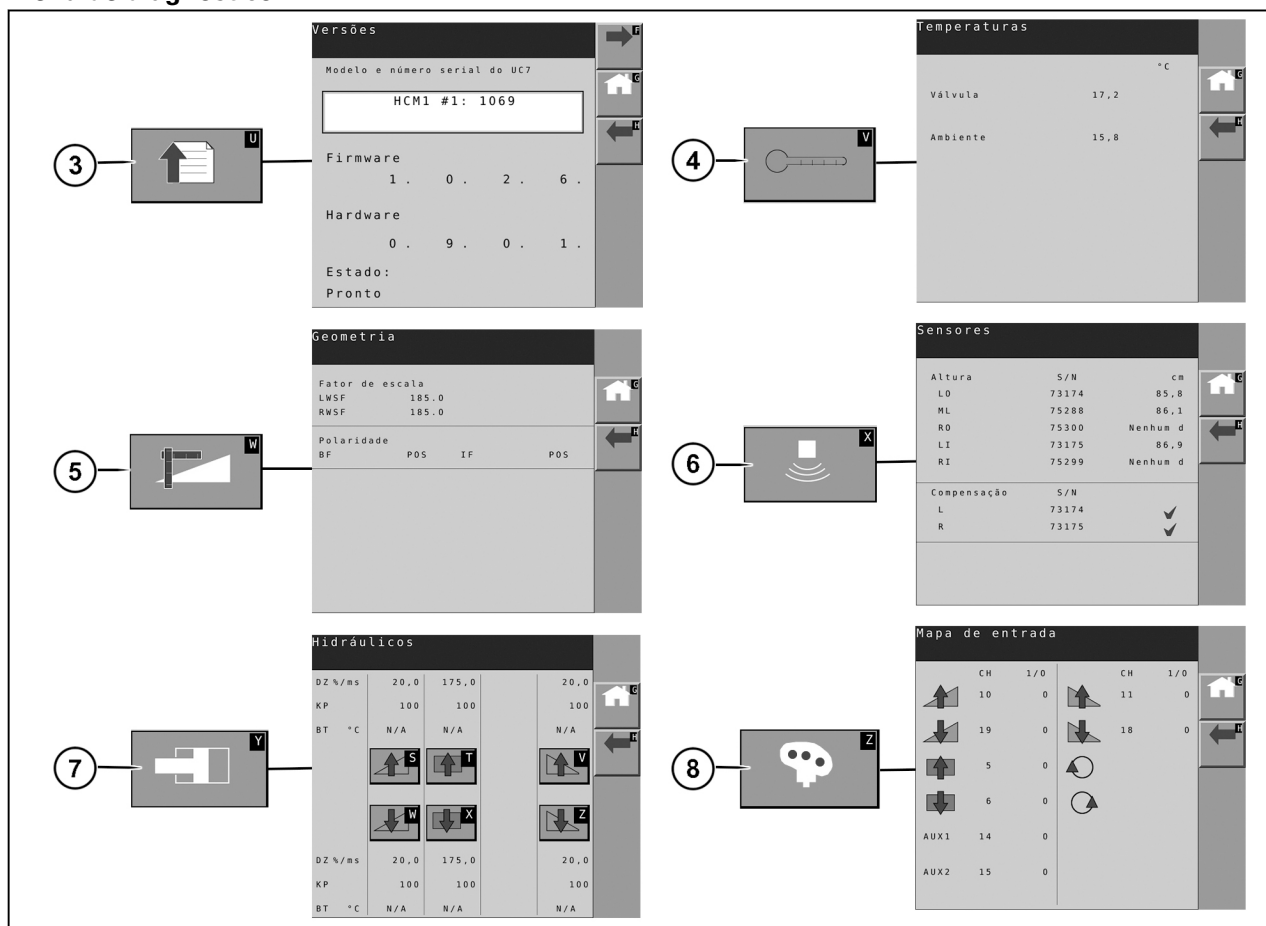 3
U
Versões
F
Modelo e número serial do UC7
G
HCM1 #1: 1069
H
Firmware
1. 0. 2. 6.
Hardware
0. 9. 0. 1.
Estado:
Pronto
4
V
Temperaturas
°C
G
Válvula 17,2
H
Ambiente 15,8
5
W
Geometria
Fator de escala
G
LWSF 185.0
RWSF 185.0
H
Polaridade
BF POS IF POS
6
X
Sensores
Altura S/N cm
G
LO 73174 85,8
ML 75288 86,1
RO 75300 Nenhum d
H
LI 73175 86,9
RI 75299 Nenhum d
Compensação S/N
L 73174
R 73175
7
Y
Hidráulicos
DZ %/ms 20,0 175,0 20,0
G
KP 100 100 100
BT °C N/A N/A N/A
H
S T V
W X Z
DZ %/ms 20,0 175,0 20,0
KP 100 100 100
BT °C N/A N/A N/A
8
Z
Mapa de entrada
CH 1/0 CH 1/0
G
10 0 11 0
19 0 18 0
H
5 0
6 0
AUX1 14 0
AUX2 15 0